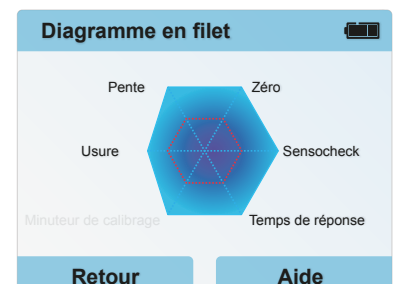 Diagramme en filet
Pente
Zéro
Usure
Sensocheck
Minuteur de calibrage
Temps de réponse
Retour
Aide